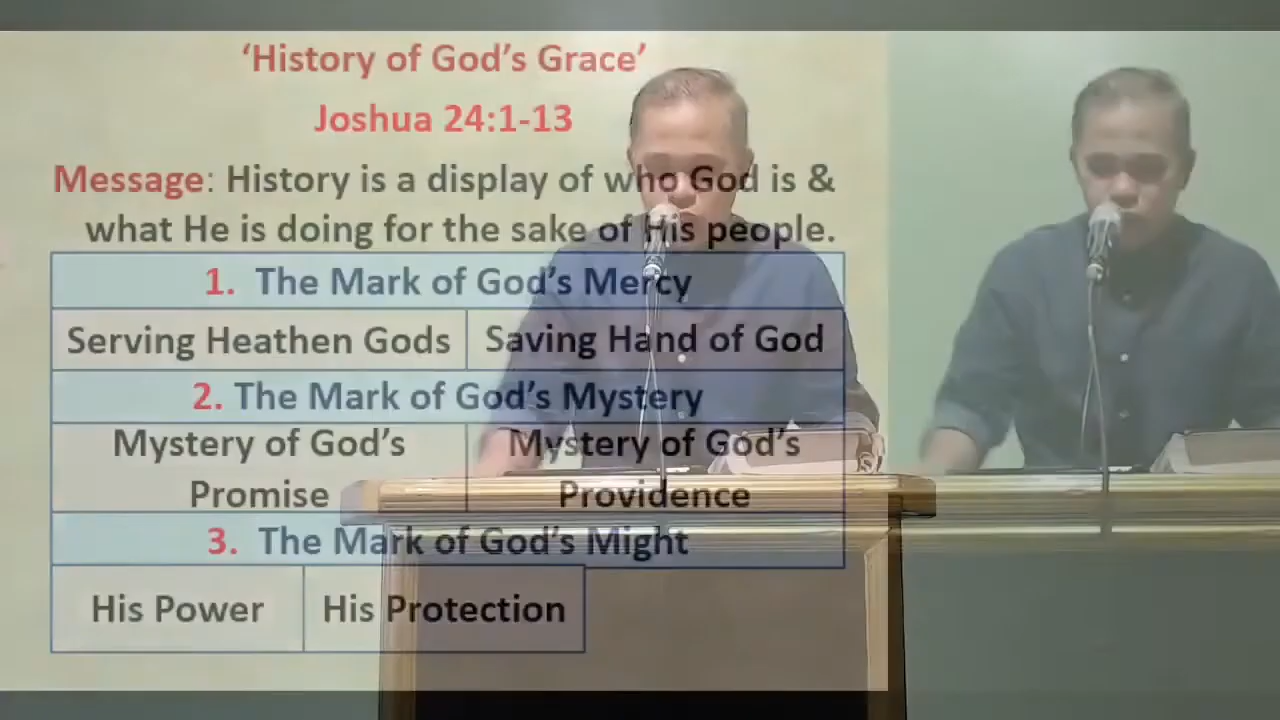 ‘History of God’s Grace’
Joshua 24:1-13
Message: History is a display of who God is &
what He is doing for the sake of His people.
1. The Mark of God’s Mercy
Serving Heathen Gods
Saving Hand of God
2. The Mark of God’s Mystery
Mystery of God’s
Promise
Mystery of God’s
Providence
3. The Mark of God’s Might
His Power
His Protection